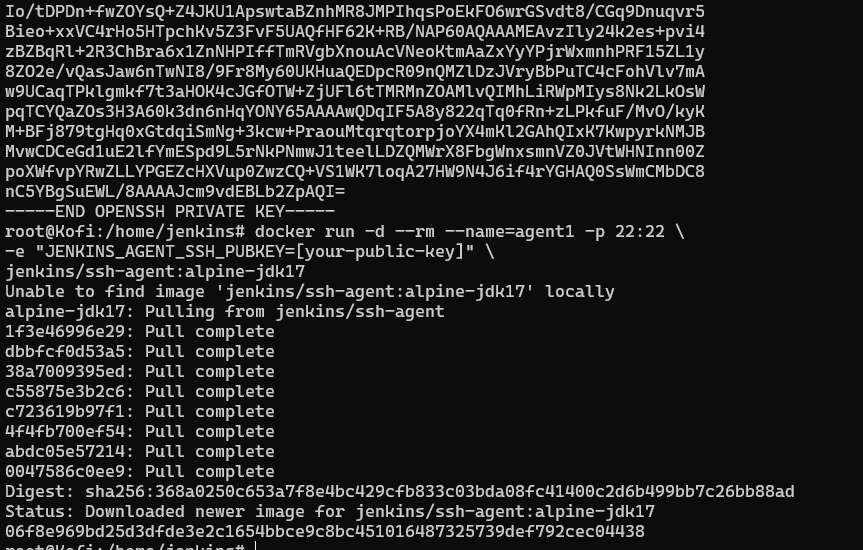 Io/tDPDn+fwZOYsQ+Z4JKU1ApswtaBZnhMR8JMPIhqsPoEkFO6wrGSvdt8/CGq9Dnuqvr5
Bieo+xxVC4rHo5HTpchKv5Z3FvF5UAQfHF62K+RB/NAP60AQAAAMEAvzIly24k2es+pvi4
zBZBqRl+2R3ChBra6x1ZnNHPIffTmRVgbXnouAcVNeoKtmAaZxYyYPjrWxmnhPRF15ZL1y
8ZO2e/vQasJaw6nTwNI8/9Fr8My60UKHuaQEDpcR09nQMZlDzJVryBbPuTC4cFohVlv7mA
w9UCaqTPklgmkf7t3aHOK4cJGfOTW+ZjUFl6tTMRMnZOAMlvQIMhLiRWpMIys8Nk2LkOsW
pqTCYQaZOs3H3A60k3dn6nHqYONY65AAAAwQDqIF5A8y822qTq0fRn+zLPkfuF/MvO/kyK
M+BFj879tgHq0xGtdqiSmNg+3kcw+PraouMtqrqtorpjoYX4mKl2GAhQIxK7KwpyrkNMJB
MvwCDCeGd1uE2lfYmESpd9L5rNkPNmwJ1teelLDZQMWrX8FbgWnxsmnVZ0JVtWHNInn00Z
poXWfvpYRwZLLYPGEZcHXVup0ZwzCQ+VS1WK7loqA27HW9N4J6if4rYGHAQ0SsWmCMbDC8
nC5YBgSuEWL/8AAAAJcm9vdEBLb2ZpAQI=
-----END OPENSSH PRIVATE KEY-----
root@Kofi:/home/jenkins# docker run -d --rm --name=agent1 -p 22:22 \
-e "JENKINS_AGENT_SSH_PUBKEY=[your-public-key]" \
jenkins/ssh-agent:alpine-jdk17
Unable to find image 'jenkins/ssh-agent:alpine-jdk17' locally
alpine-jdk17: Pulling from jenkins/ssh-agent
1f3e46996e29: Pull complete
dbbfcf0d53a5: Pull complete
38a7009395ed: Pull complete
c55875e3b2c6: Pull complete
c723619b97f1: Pull complete
4f4fb700ef54: Pull complete
abdc05e57214: Pull complete
0047586c0ee9: Pull complete
Digest: sha256:368a0250c653a7f8e4bc429cfb833c03bda08fc41400c2d6b499bb7c26bb88ad
Status: Downloaded newer image for jenkins/ssh-agent:alpine-jdk17
06f8e969bd25d3dfde3e2c1654bbce9c8bc451016487325739def792cec04438
root@Kofi:/home/jenkins#